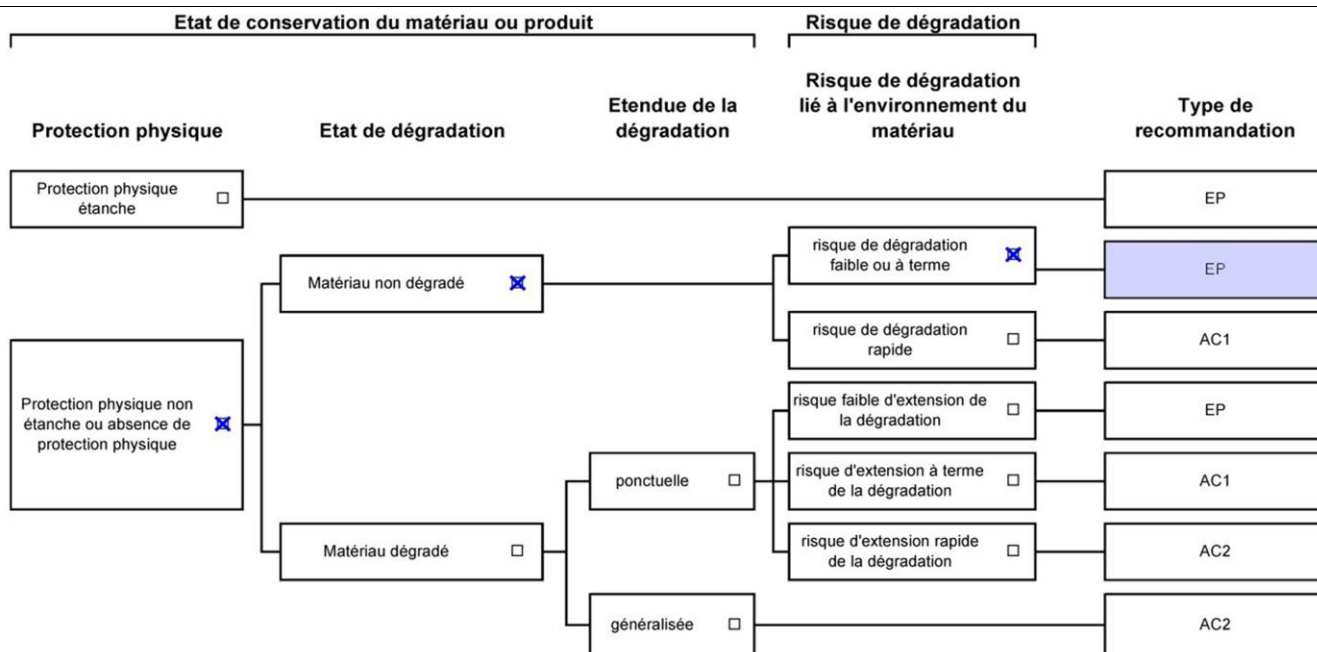 Etat de conservation du matériau ou produit
Risque de dégradation
Protection physique
Etat de dégradation
Etendue de la
dégradation
Risque de dégradation
lié à l'environnement du
matériau
Type de
recommandation
Protection physique
étanche
EP
Protection physique non
étanche ou absence de
protection physique
Matériau non dégradé
risque de dégradation
faible ou à terme
EP
risque de dégradation
rapide
AC1
Matériau dégradé
ponctuelle
risque faible d'extension de
la dégradation
EP
risque d'extension à terme
de la dégradation
AC1
risque d'extension rapide
de la dégradation
AC2
généralisée
AC2